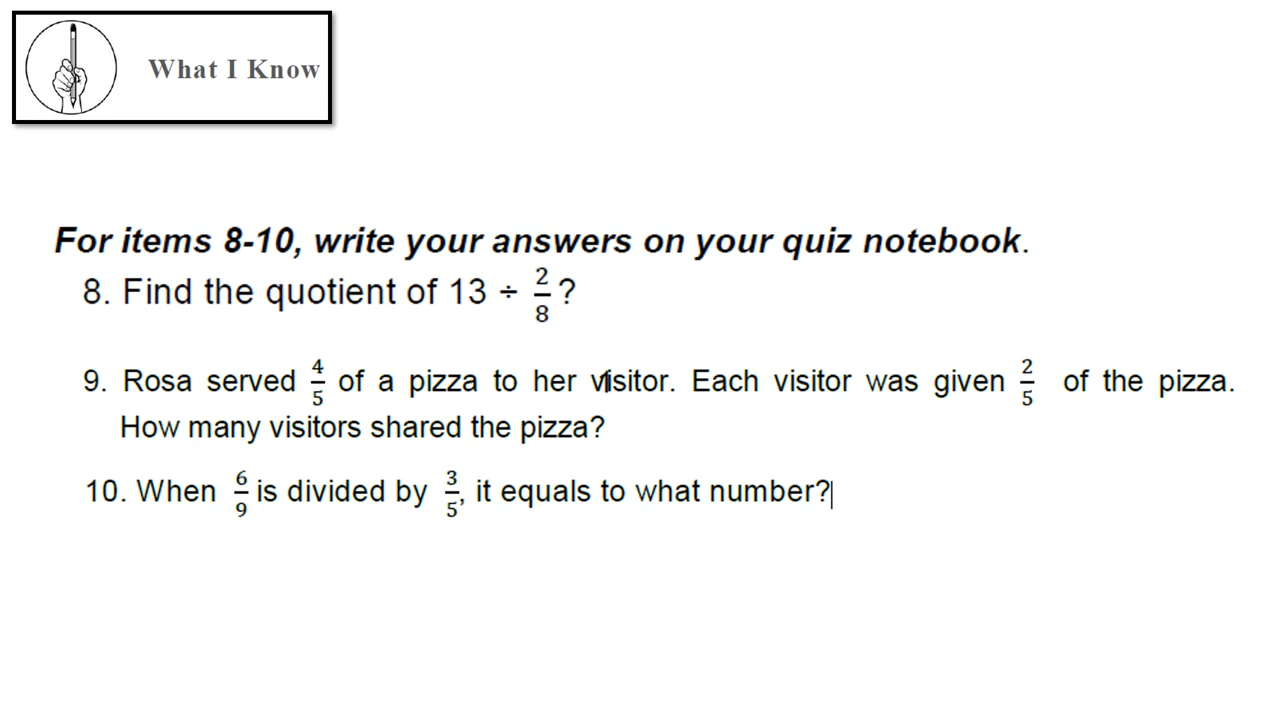 What I Know
For items 8-10, write your answers on your quiz notebook.
8. Find the quotient of 13 ÷ 2/8 ?
9. Rosa served 4/5 of a pizza to her visitor. Each visitor was given 2/5 of the pizza.
How many visitors shared the pizza?
10. When 6/9 is divided by 3/5, it equals to what number?